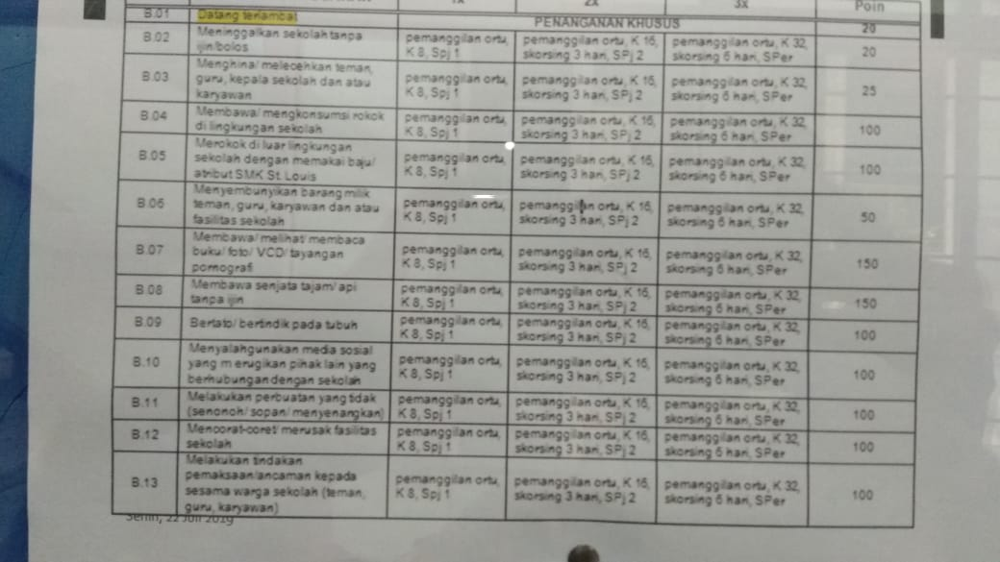 1x 2x 3x Poin
B.01 Datang terlambat PENANGANAN KHUSUS 20
B.02 Meninggalkan sekolah tanpa ijin/bolos pemanggilan ortu, K 8, Spj 1 pemanggilan ortu, K 16, skorsing 3 hari, SPj 2 pemanggilan ortu, K 32, skorsing 6 hari, SPer 20
B.03 Menghina/ melecehkan teman, guru, kepala sekolah dan atau karyawan pemanggilan ortu, K 8, Spj 1 pemanggilan ortu, K 16, skorsing 3 hari, SPj 2 pemanggilan ortu, K 32, skorsing 6 hari, SPer 25
B.04 Membawa/ mengkonsumsi rokok di lingkungan sekolah pemanggilan ortu, K 8, Spj 1 pemanggilan ortu, K 16, skorsing 3 hari, SPj 2 pemanggilan ortu, K 32, skorsing 6 hari, SPer 100
B.05 Merokok di luar lingkungan sekolah dengan memakai baju/ atribut SMK St. Louis pemanggilan ortu, K 8, Spj 1 pemanggilan ortu, K 16, skorsing 3 hari, SPj 2 pemanggilan ortu, K 32, skorsing 6 hari, SPer 100
B.06 Menyembunyikan barang milik teman, guru, karyawan dan atau fasilitas sekolah pemanggilan ortu, K 8, Spj 1 pemanggilan ortu, K 16, skorsing 3 hari, SPj 2 pemanggilan ortu, K 32, skorsing 6 hari, SPer 50
B.07 Membawa/ melihat/ membaca buku/ foto/ VCD/ tayangan pornografi pemanggilan ortu, K 8, Spj 1 pemanggilan ortu, K 16, skorsing 3 hari, SPj 2 pemanggilan ortu, K 32, skorsing 6 hari, SPer 150
B.08 Membawa senjata tajam/ api tanpa ijin pemanggilan ortu, K 8, Spj 1 pemanggilan ortu, K 16, skorsing 3 hari, SPj 2 pemanggilan ortu, K 32, skorsing 6 hari, SPer 150
B.09 Bertato/ bertindik pada tubuh pemanggilan ortu, K 8, Spj 1 pemanggilan ortu, K 16, skorsing 3 hari, SPj 2 pemanggilan ortu, K 32, skorsing 6 hari, SPer 100
B.10 Menyalahgunakan media sosial yang merugikan pihak lain yang berhubungan dengan sekolah pemanggilan ortu, K 8, Spj 1 pemanggilan ortu, K 16, skorsing 3 hari, SPj 2 pemanggilan ortu, K 32, skorsing 6 hari, SPer 100
B.11 Melakukan perbuatan yang tidak (senonoh/ sopan/ menyenangkan) pemanggilan ortu, K 8, Spj 1 pemanggilan ortu, K 16, skorsing 3 hari, SPj 2 pemanggilan ortu, K 32, skorsing 6 hari, SPer 100
B.12 Mencorat-coret/ merusak fasilitas sekolah pemanggilan ortu, K 8, Spj 1 pemanggilan ortu, K 16, skorsing 3 hari, SPj 2 pemanggilan ortu, K 32, skorsing 6 hari, SPer 100
B.13 Melakukan tindakan pemaksaan/ancaman kepada sesama warga sekolah (teman, guru, karyawan) pemanggilan ortu, K 8, Spj 1 pemanggilan ortu, K 16, skorsing 3 hari, SPj 2 pemanggilan ortu, K 32, skorsing 6 hari, SPer 100
Senin, 22 Juli 2019